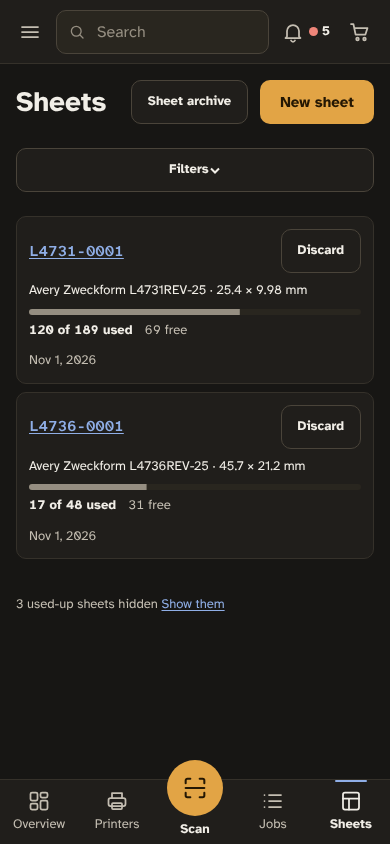 Search
5
Sheets
Sheet archive
New sheet
Filters
L4731-0001
Discard
Avery Zweckform L4731REV-25 · 25.4 × 9.98 mm
120 of 189 used 69 free
Nov 1, 2026
L4736-0001
Discard
Avery Zweckform L4736REV-25 · 45.7 × 21.2 mm
17 of 48 used 31 free
Nov 1, 2026
3 used-up sheets hidden Show them
Overview
Printers
Scan
Jobs
Sheets